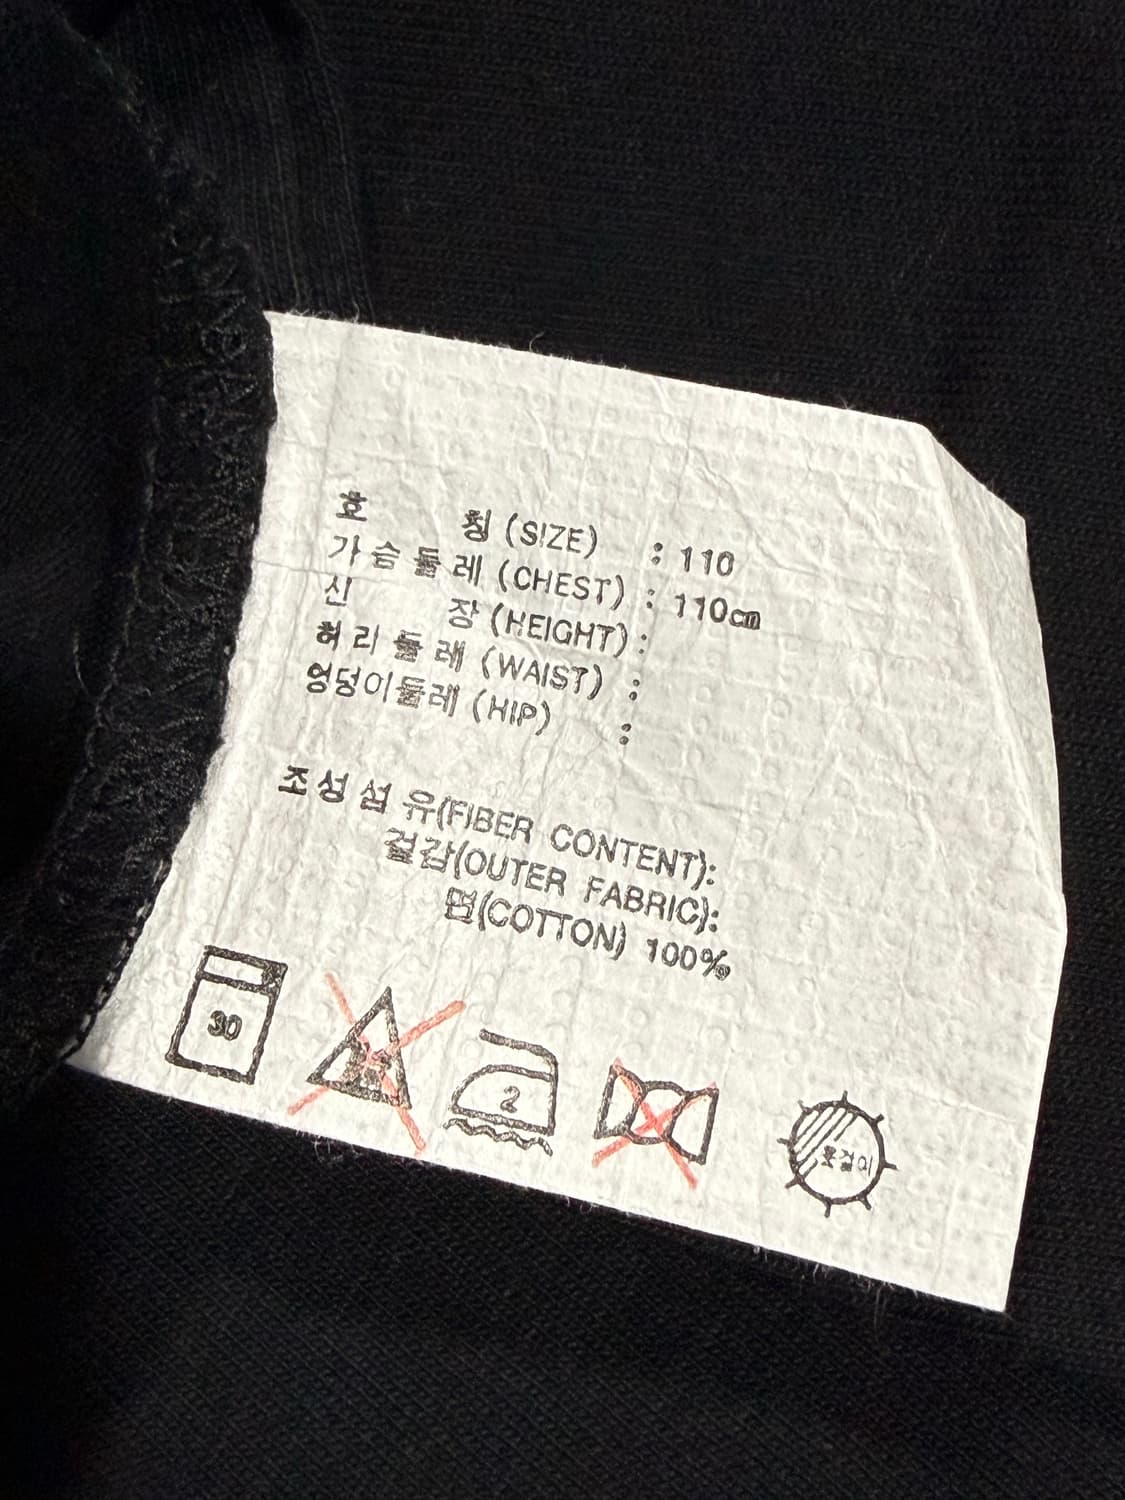 호 칭 (SIZE) : 110
가슴둘레 (CHEST) : 110㎝
신 장 (HEIGHT) :
허리둘레 (WAIST) :
엉덩이둘레 (HIP) :
조성섬유(FIBER CONTENT):
겉감(OUTER FABRIC):
면(COTTON) 100%
30
2
옷걸이